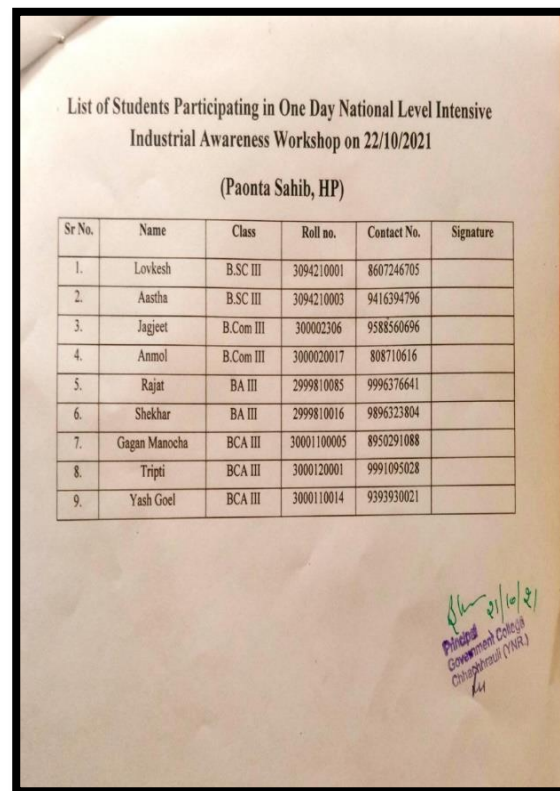 List of Students Participating in One Day National Level Intensive
Industrial Awareness Workshop on 22/10/2021
(Paonta Sahib, HP)
Sr No. Name Class Roll no. Contact No. Signature
1. Lovkesh B.SC III 3094210001 8607246705
2. Aastha B.SC III 3094210003 9416394796
3. Jagjeet B.Com III 300002306 9588560696
4. Anmol B.Com III 3000020017 808710616
5. Rajat BA III 2999810085 9996376641
6. Shekhar BA III 2999810016 9896323804
7. Gagan Manocha BCA III 30001100005 8950291088
8. Tripti BCA III 3000120001 9991095028
9. Yash Goel BCA III 3000110014 9393930021
21/10/21
Principal
Government College
Chhachhrauli (YNR.)